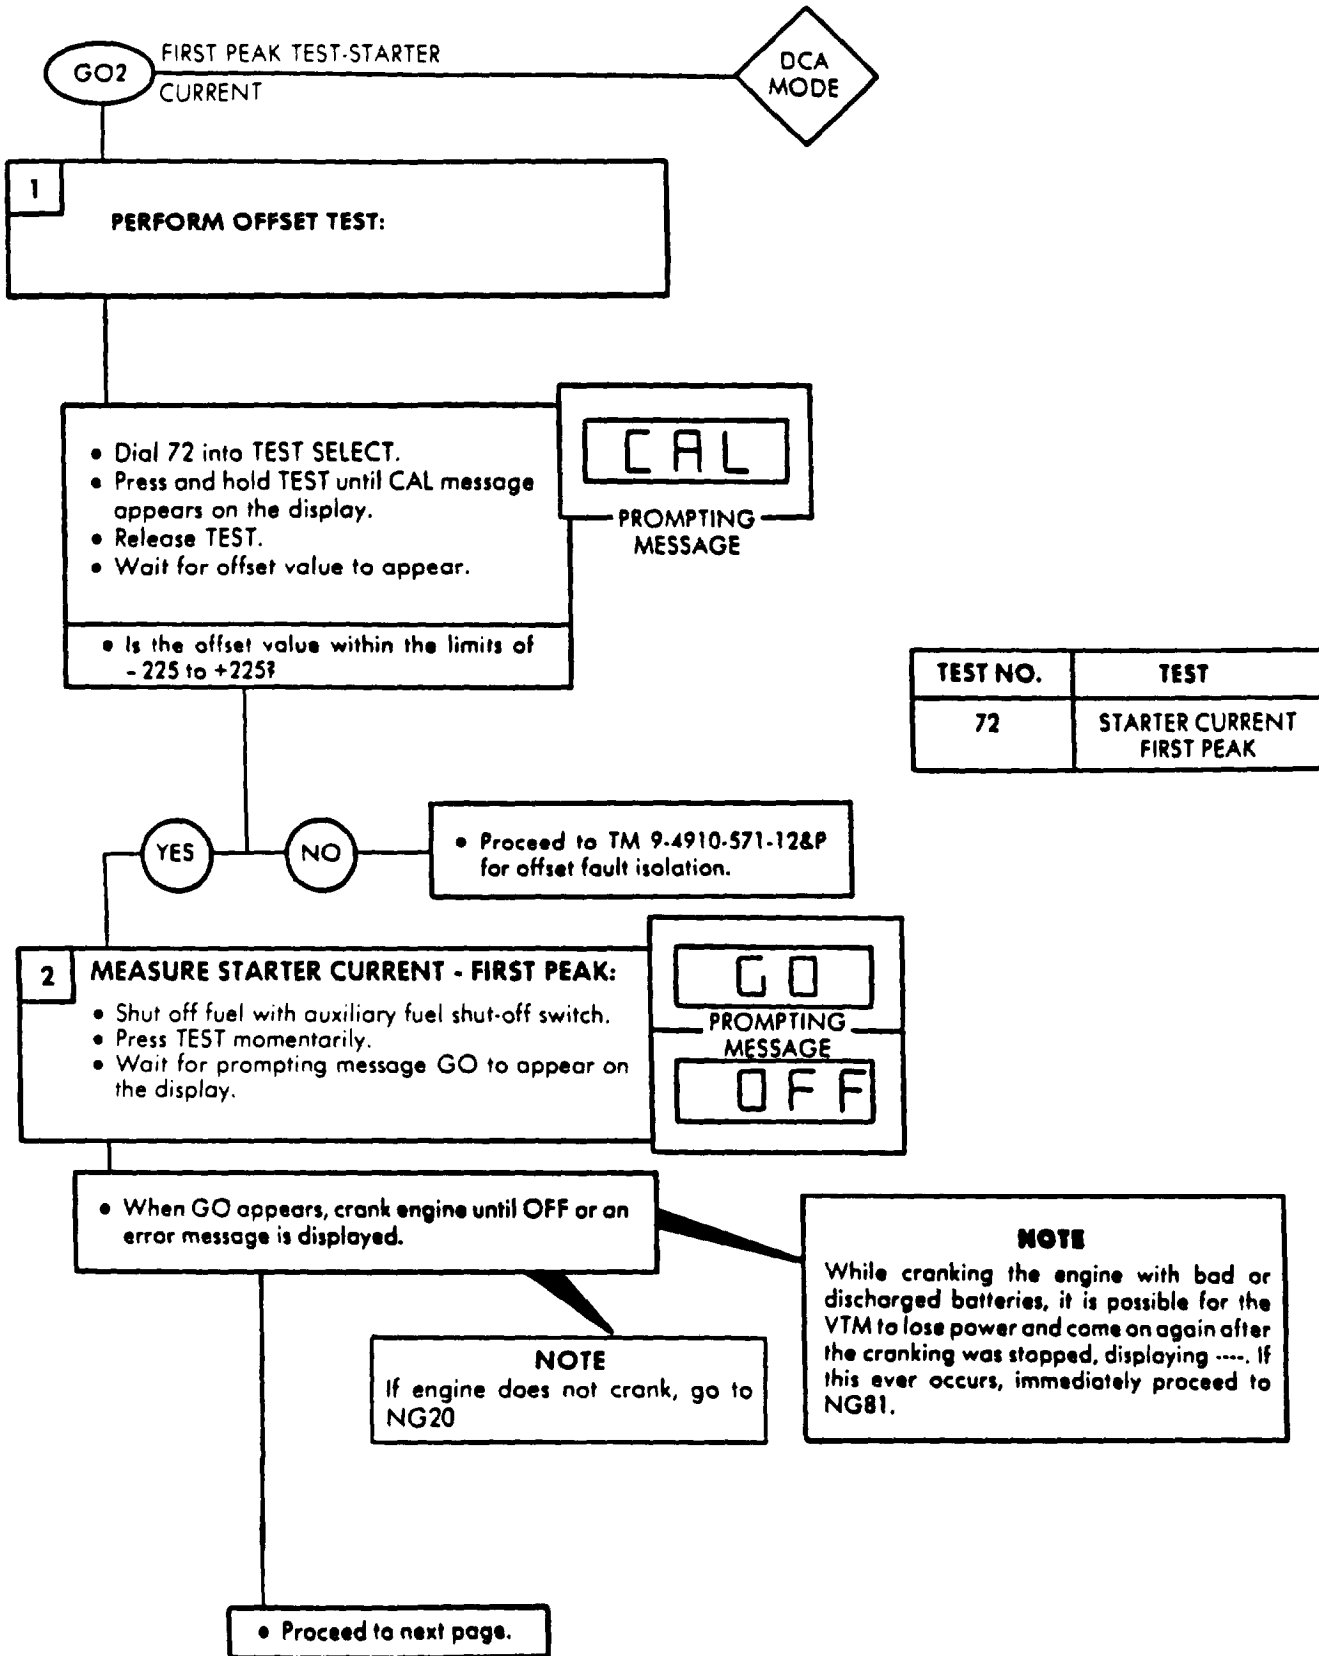 GO2
FIRST PEAK TEST-STARTER
CURRENT
DCA
MODE
1
PERFORM OFFSET TEST:
• Dial 72 into TEST SELECT.
• Press and hold TEST until CAL message
appears on the display.
• Release TEST.
• Wait for offset value to appear.
CAL
PROMPTING
MESSAGE
• Is the offset value within the limits of
- 225 to +225?
TEST NO.
TEST
72
STARTER CURRENT
FIRST PEAK
YES
NO
• Proceed to TM 9-4910-571-12&P
for offset fault isolation.
2
MEASURE STARTER CURRENT - FIRST PEAK:
• Shut off fuel with auxiliary fuel shut-off switch.
• Press TEST momentarily.
• Wait for prompting message GO to appear on
the display.
GO
PROMPTING
MESSAGE
OFF
• When GO appears, crank engine until OFF or an
error message is displayed.
NOTE
If engine does not crank, go to
NG20
NOTE
While cranking the engine with bad or
discharged batteries, it is possible for the
VTM to lose power and come on again after
the cranking was stopped, displaying ----. If
this ever occurs, immediately proceed to
NG81.
• Proceed to next page.